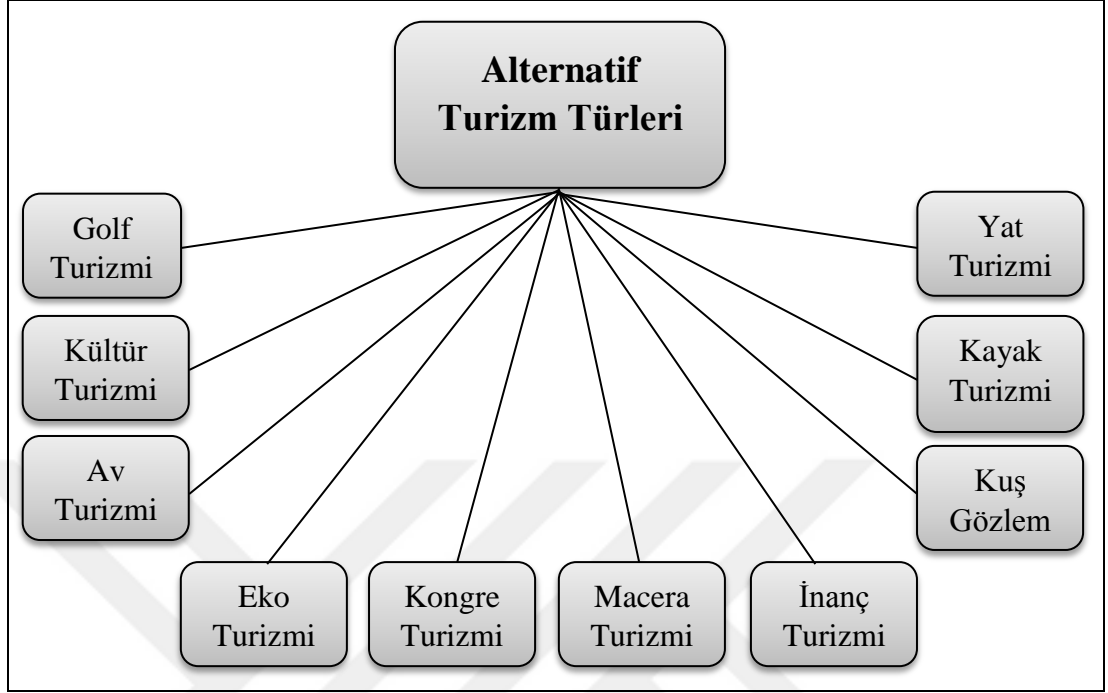 Alternatif
Turizm Türleri
Golf
Turizmi
Yat
Turizmi
Kültür
Turizmi
Kayak
Turizmi
Av
Turizmi
Kuş
Gözlem
Eko
Turizmi
Kongre
Turizmi
Macera
Turizmi
İnanç
Turizmi